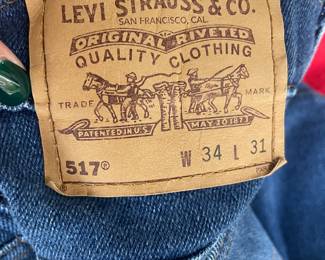 LEVI STRAUSS & CO.
SAN FRANCISCO, CAL.
ORIGINAL RIVETED
QUALITY CLOTHING
TRADE MARK
PATENTED IN U.S. MAY 20 1873
517® W 34 L 31